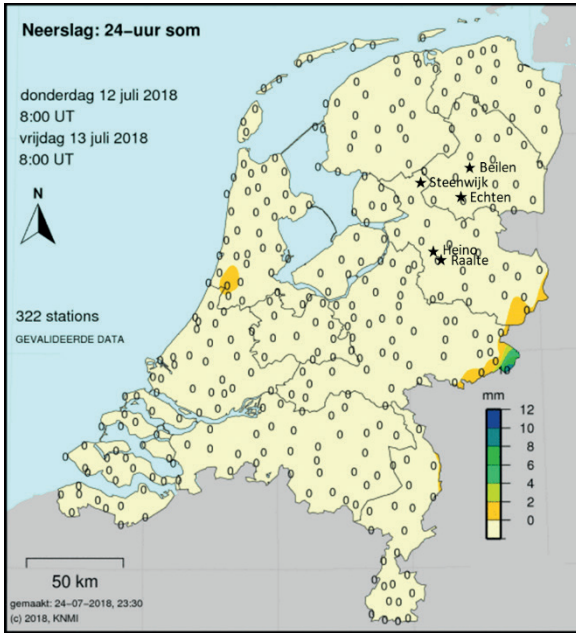 Neerslag: 24-uur som
donderdag 12 juli 2018
8:00 UT
vrijdag 13 juli 2018
8:00 UT
N
Beilen
Steenwijk
Echten
Heino
Raalte
322 stations
GEVALIDEERDE DATA
10
mm
12
10
8
6
4
2
0
50 km
gemaakt: 24-07-2018, 23:30
(c) 2018, KNMI